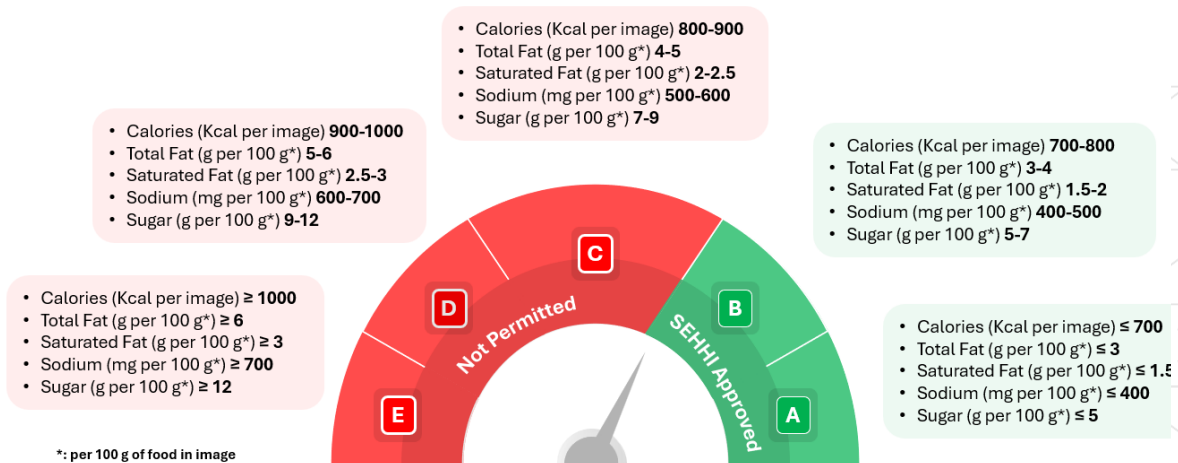 • Calories (Kcal per image) 800-900
• Total Fat (g per 100 g*) 4-5
• Saturated Fat (g per 100 g*) 2-2.5
• Sodium (mg per 100 g*) 500-600
• Sugar (g per 100 g*) 7-9
• Calories (Kcal per image) 900-1000
• Total Fat (g per 100 g*) 5-6
• Saturated Fat (g per 100 g*) 2.5-3
• Sodium (mg per 100 g*) 600-700
• Sugar (g per 100 g*) 9-12
• Calories (Kcal per image) 700-800
• Total Fat (g per 100 g*) 3-4
• Saturated Fat (g per 100 g*) 1.5-2
• Sodium (mg per 100 g*) 400-500
• Sugar (g per 100 g*) 5-7
• Calories (Kcal per image) ≥ 1000
• Total Fat (g per 100 g*) ≥ 6
• Saturated Fat (g per 100 g*) ≥ 3
• Sodium (mg per 100 g*) ≥ 700
• Sugar (g per 100 g*) ≥ 12
• Calories (Kcal per image) ≤ 700
• Total Fat (g per 100 g*) ≤ 3
• Saturated Fat (g per 100 g*) ≤ 1.5
• Sodium (mg per 100 g*) ≤ 400
• Sugar (g per 100 g*) ≤ 5
E
D
C
B
A
Not Permitted
SEHHI Approved
*: per 100 g of food in image